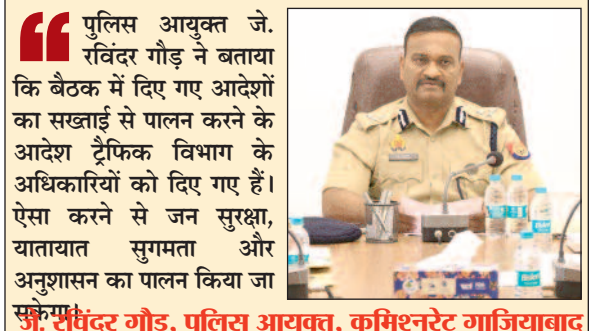 पुलिस आयुक्त जे.
रविंदर गौड़ ने बताया
कि बैठक में दिए गए आदेशों
का सख्ताई से पालन करने के
आदेश ट्रैफिक विभाग के
अधिकारियों को दिए गए हैं।
ऐसा करने से जन सुरक्षा,
यातायात सुगमता और
अनुशासन का पालन किया जा
सकेगा।
जे. रविंदर गौड़, पुलिस आयुक्त, कमिश्नरेट गाजियाबाद